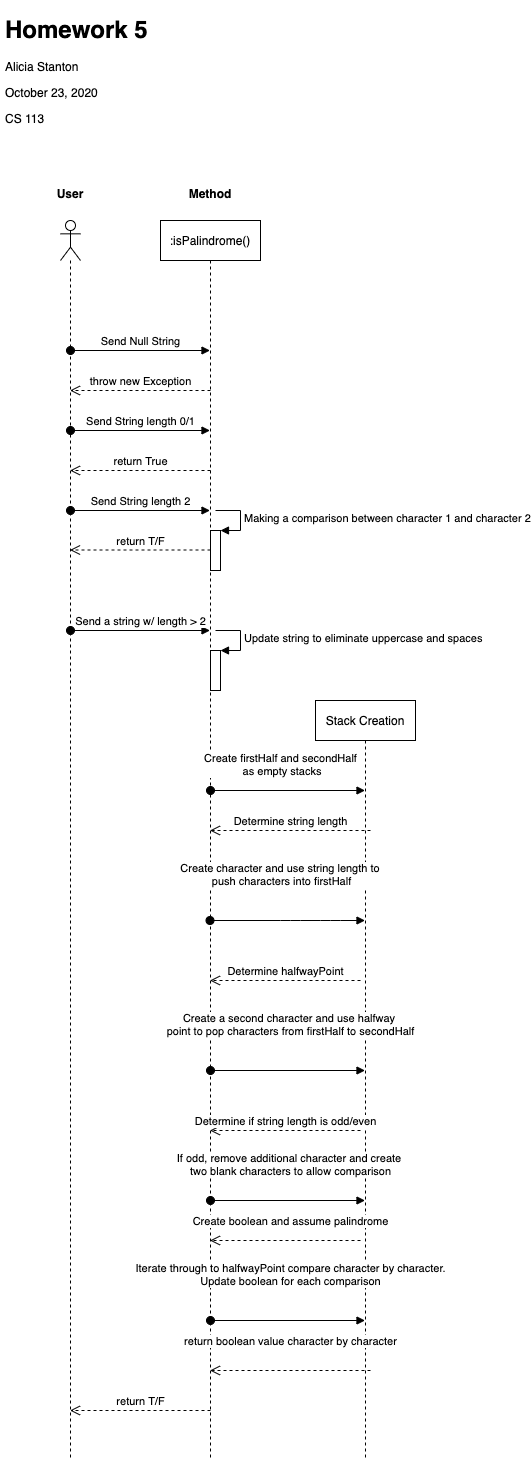 Homework 5
Alicia Stanton
October 23, 2020
CS 113
User
Method
:isPalindrome()
Send Null String
throw new Exception
Send String length 0/1
return True
Send String length 2
Making a comparison between character 1 and character 2
return T/F
Send a string w/ length > 2
Update string to eliminate uppercase and spaces
Stack Creation
Create firstHalf and secondHalf
as empty stacks
Determine string length
Create character and use string length to
push characters into firstHalf
Determine halfwayPoint
Create a second character and use halfway
point to pop characters from firstHalf to secondHalf
Determine if string length is odd/even
If odd, remove additional character and create
two blank characters to allow comparison
Create boolean and assume palindrome
Iterate through to halfwayPoint compare character by character.
Update boolean for each comparison
return boolean value character by character
return T/F